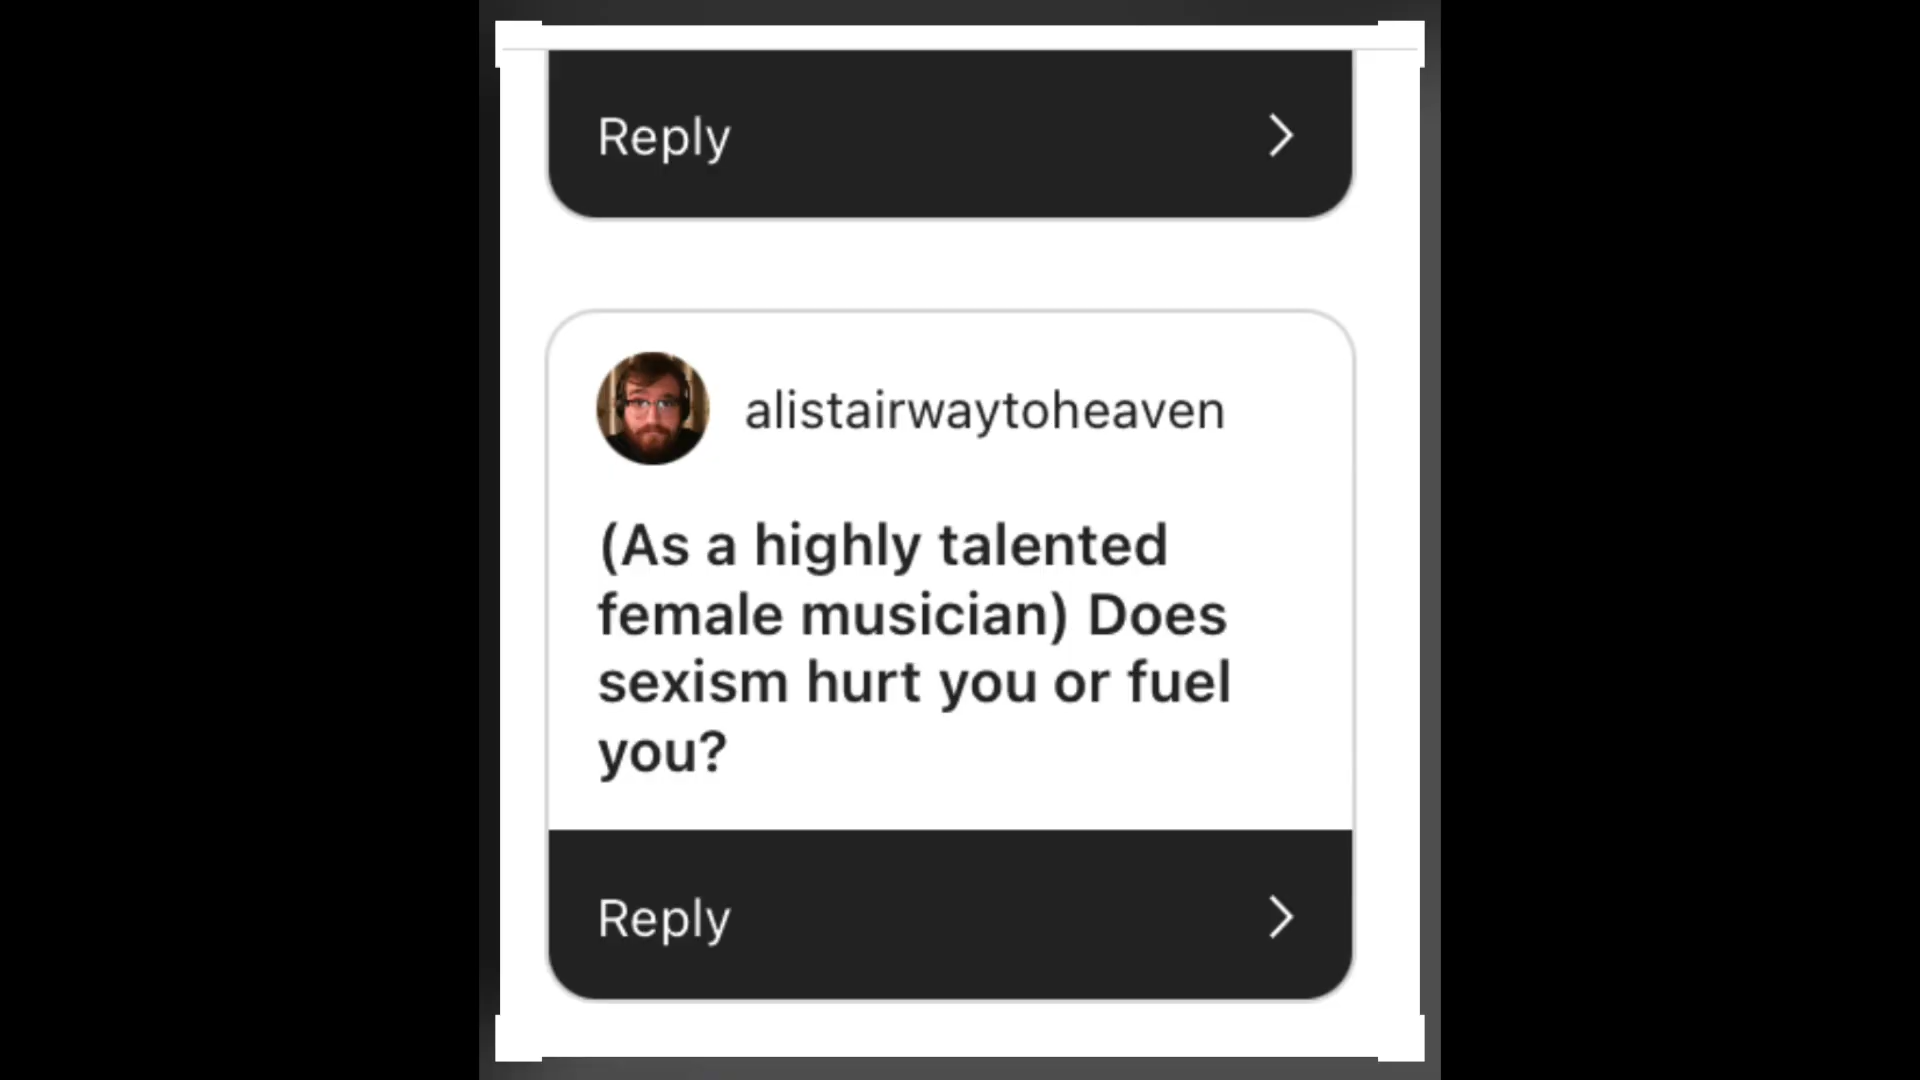 Reply
alistairwaytoheaven
(As a highly talented
female musician) Does
sexism hurt you or fuel
you?
Reply